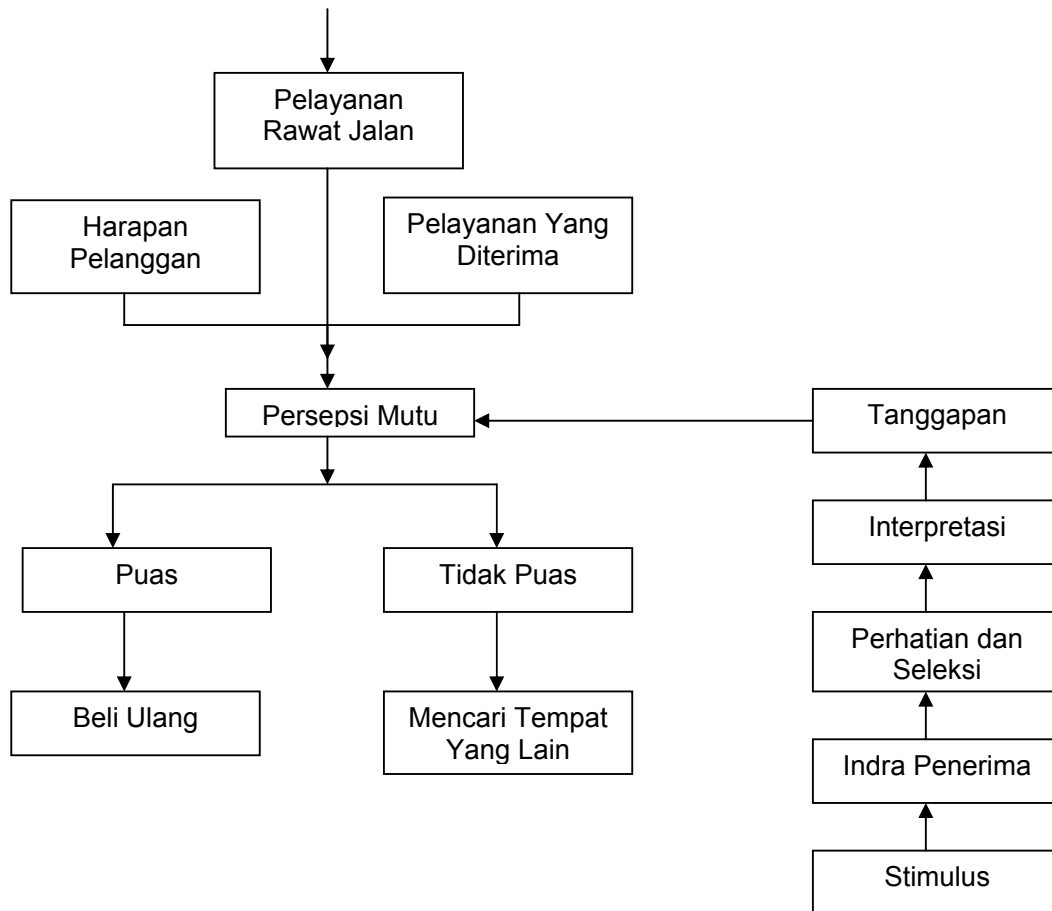 Pelayanan
Rawat Jalan
Harapan
Pelanggan
Pelayanan Yang
Diterima
Persepsi Mutu
Tanggapan
Interpretasi
Puas
Tidak Puas
Perhatian dan
Seleksi
Beli Ulang
Mencari Tempat
Yang Lain
Indra Penerima
Stimulus